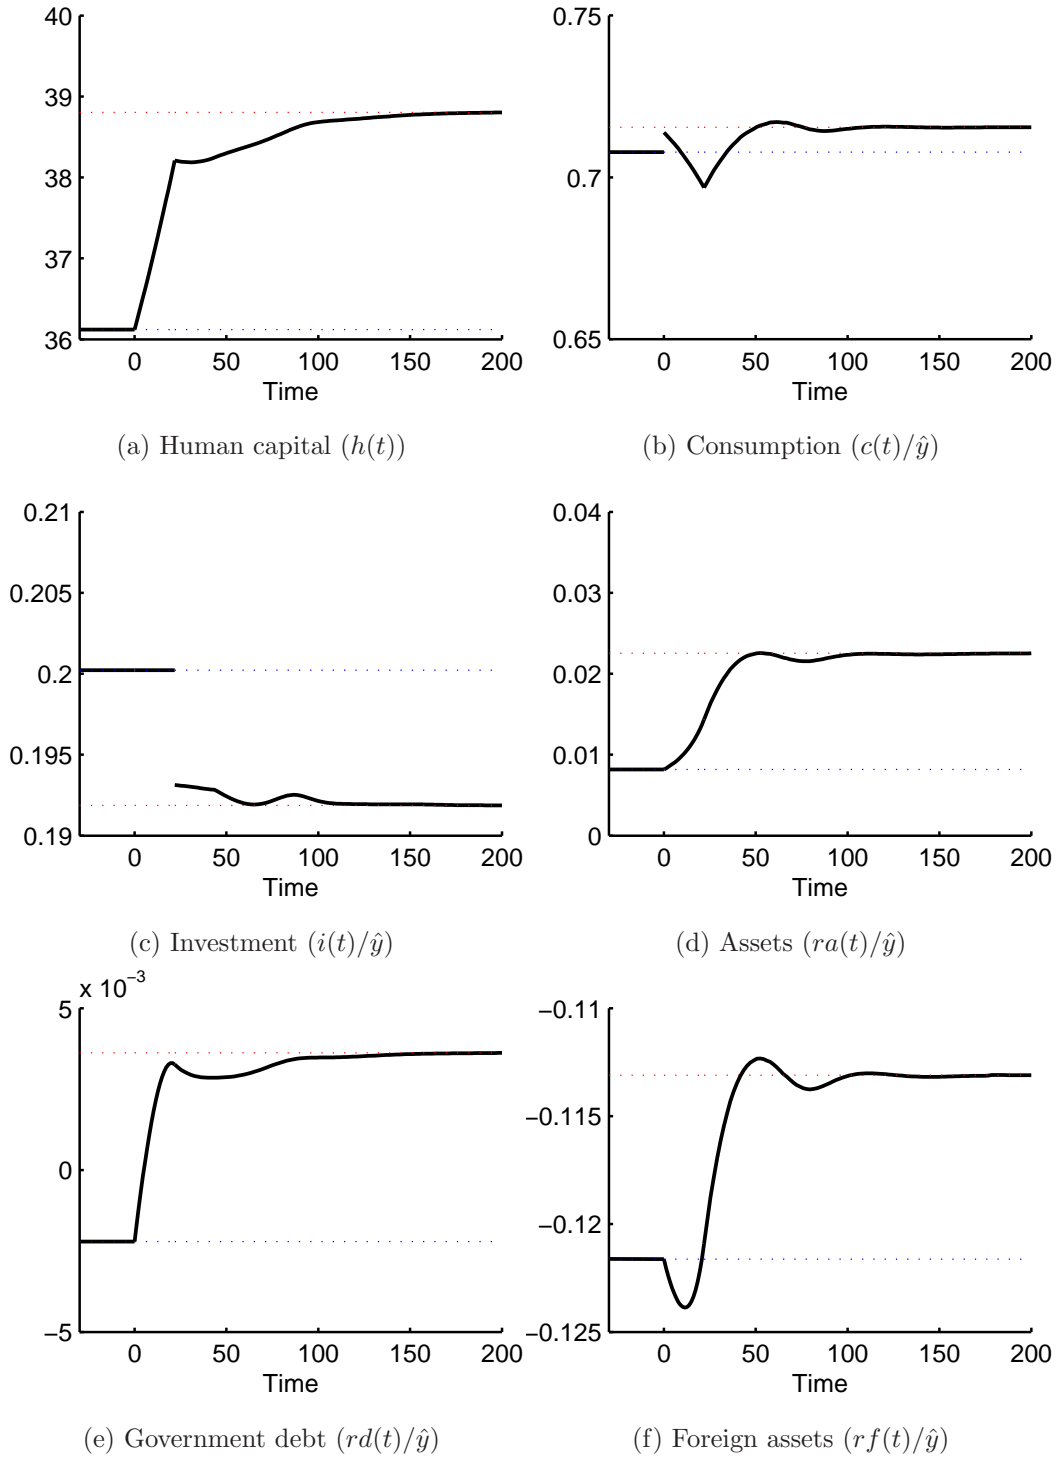 40
39
38
37
36
0 50 100 150 200
Time
(a) Human capital (h(t))
0.75
0.7
0.65
0 50 100 150 200
Time
(b) Consumption (c(t)/ŷ)
0.21
0.205
0.2
0.195
0.19
0 50 100 150 200
Time
(c) Investment (i(t)/ŷ)
0.04
0.03
0.02
0.01
0
0 50 100 150 200
Time
(d) Assets (ra(t)/ŷ)
x 10⁻³
5
0
−5
0 50 100 150 200
Time
(e) Government debt (rd(t)/ŷ)
−0.11
−0.115
−0.12
−0.125
0 50 100 150 200
Time
(f) Foreign assets (rf(t)/ŷ)